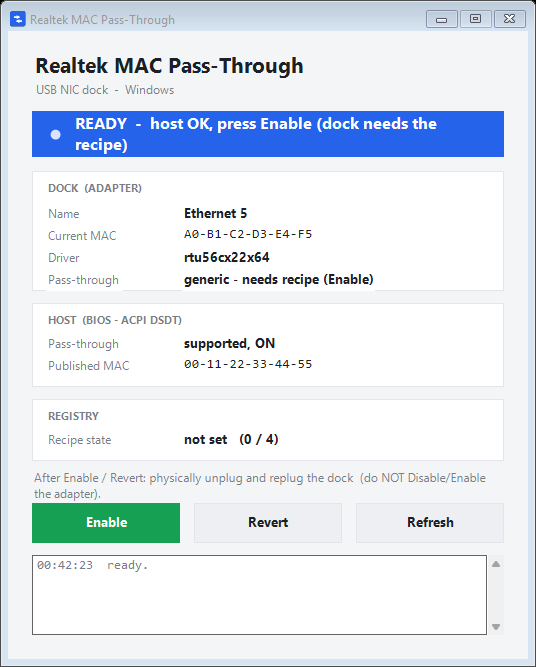 Realtek MAC Pass-Through
Realtek MAC Pass-Through
USB NIC dock - Windows
READY - host OK, press Enable (dock needs the
recipe)
DOCK (ADAPTER)
Name Ethernet 5
Current MAC A0-B1-C2-D3-E4-F5
Driver rtu56cx22x64
Pass-through generic - needs recipe (Enable)
HOST (BIOS - ACPI DSDT)
Pass-through supported, ON
Published MAC 00-11-22-33-44-55
REGISTRY
Recipe state not set (0 / 4)
After Enable / Revert: physically unplug and replug the dock (do NOT Disable/Enable
the adapter).
Enable Revert Refresh
00:42:23 ready.